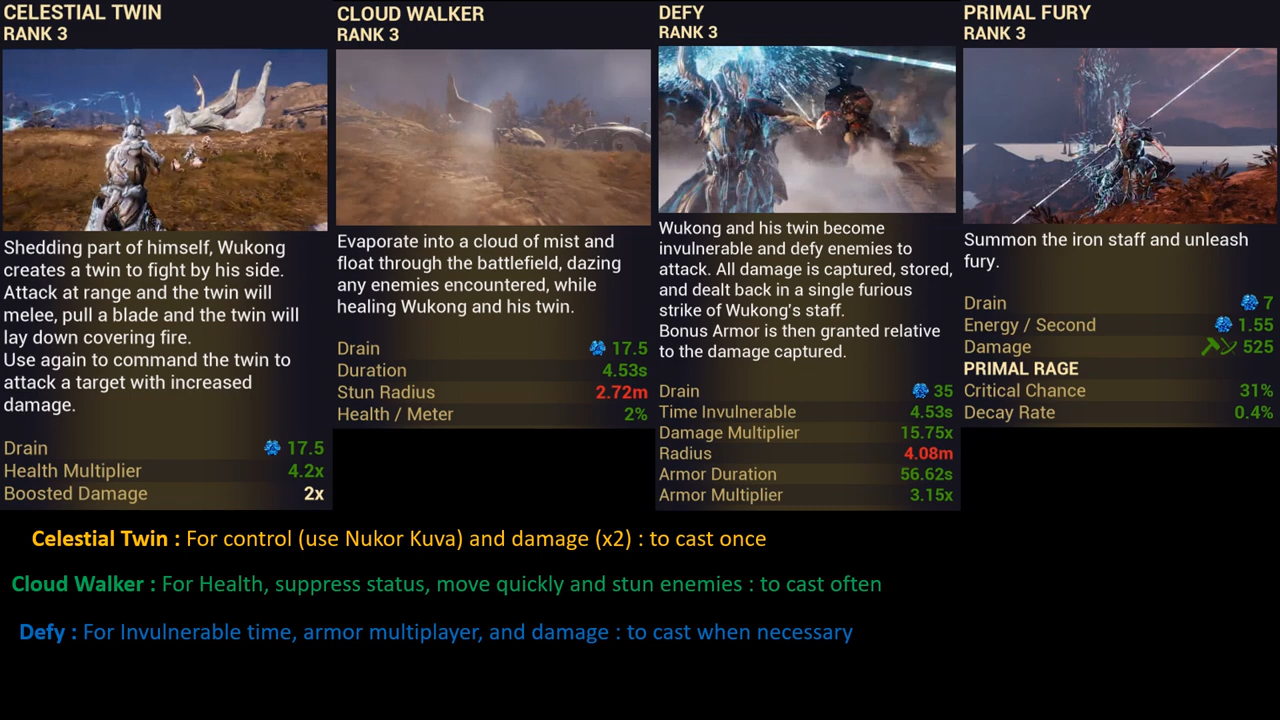 CELESTIAL TWIN
RANK 3
Shedding part of himself, Wukong
creates a twin to fight by his side.
Attack at range and the twin will
melee, pull a blade and the twin will
lay down covering fire.
Use again to command the twin to
attack a target with increased
damage.
Drain 17.5
Health Multiplier 4.2x
Boosted Damage 2x
CLOUD WALKER
RANK 3
Evaporate into a cloud of mist and
float through the battlefield, dazing
any enemies encountered, while
healing Wukong and his twin.
Drain 17.5
Duration 4.53s
Stun Radius 2.72m
Health / Meter 2%
DEFY
RANK 3
Wukong and his twin become
invulnerable and defy enemies to
attack. All damage is captured, stored,
and dealt back in a single furious
strike of Wukong's staff.
Bonus Armor is then granted relative
to the damage captured.
Drain 35
Time Invulnerable 4.53s
Damage Multiplier 15.75x
Radius 4.08m
Armor Duration 56.62s
Armor Multiplier 3.15x
PRIMAL FURY
RANK 3
Summon the iron staff and unleash
fury.
Drain 7
Energy / Second 1.55
Damage 525
PRIMAL RAGE
Critical Chance 31%
Decay Rate 0.4%
Celestial Twin : For control (use Nukor Kuva) and damage (x2) : to cast once
Cloud Walker : For Health, suppress status, move quickly and stun enemies : to cast often
Defy : For Invulnerable time, armor multiplayer, and damage : to cast when necessary